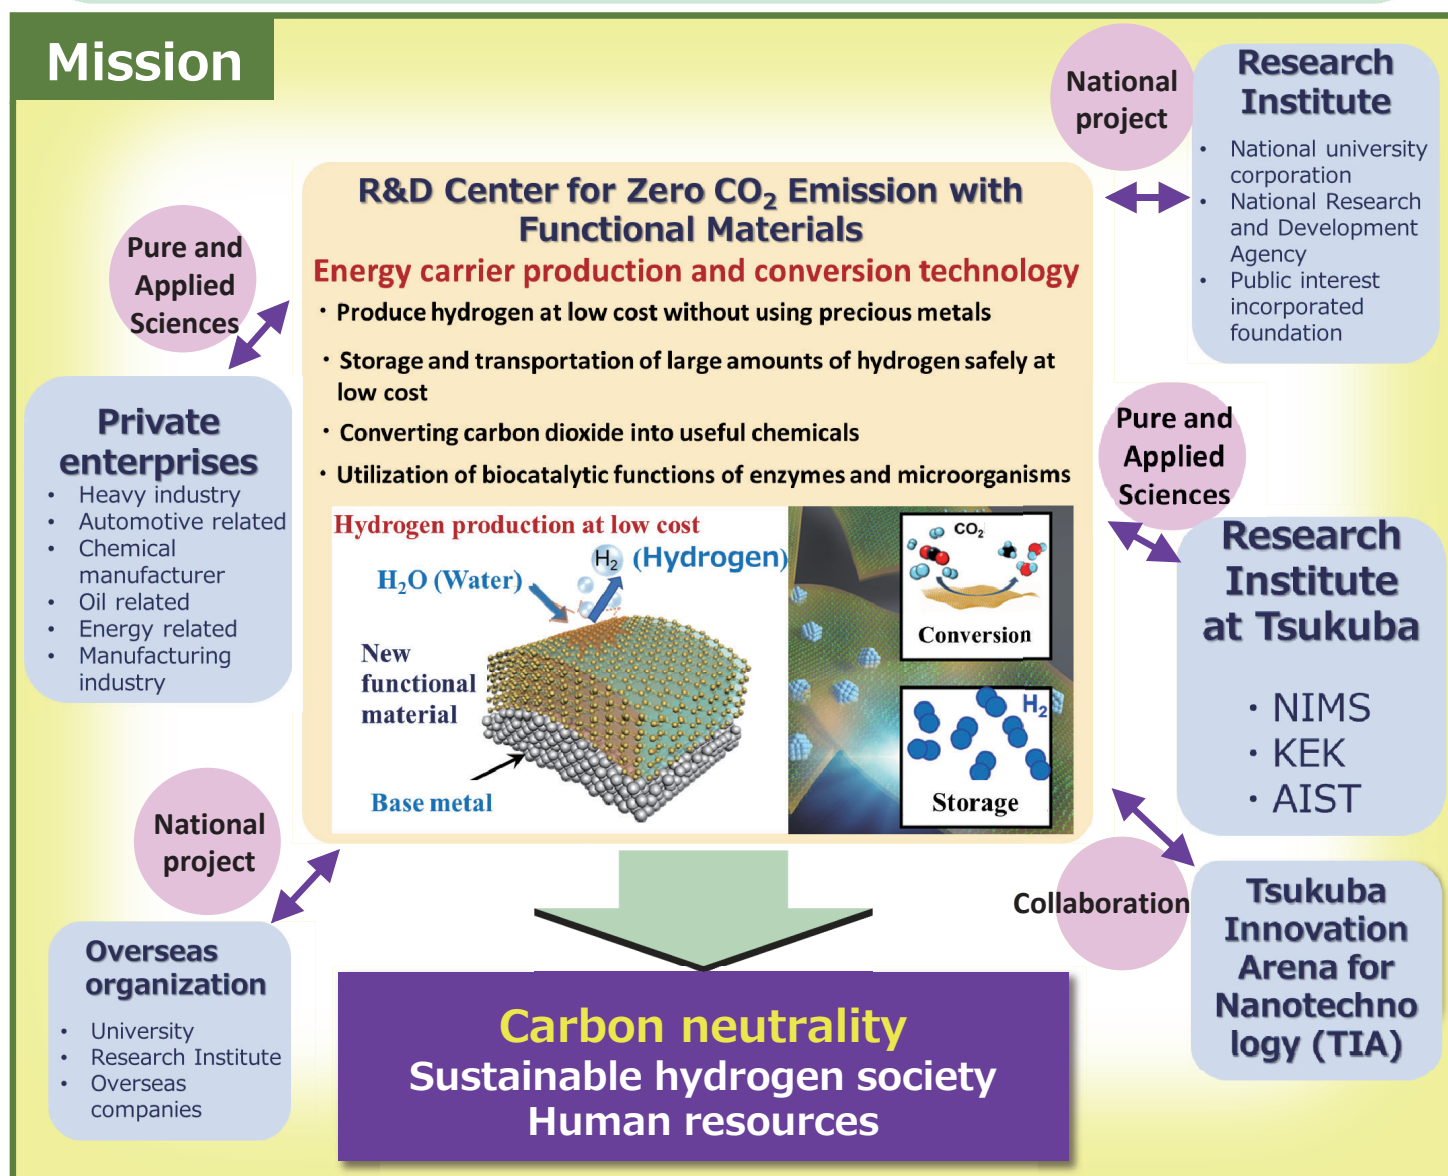 Mission
National
project
Research
Institute
• National university
corporation
• National Research
and Development
Agency
• Public interest
incorporated
foundation
R&D Center for Zero CO₂ Emission with
Functional Materials
Energy carrier production and conversion technology
・Produce hydrogen at low cost without using precious metals
・Storage and transportation of large amounts of hydrogen safely at
low cost
・Converting carbon dioxide into useful chemicals
・Utilization of biocatalytic functions of enzymes and microorganisms
Pure and
Applied
Sciences
Private
enterprises
• Heavy industry
• Automotive related
• Chemical
manufacturer
• Oil related
• Energy related
• Manufacturing
industry
Hydrogen production at low cost
H₂ (Hydrogen)
H₂O (Water)
New
functional
material
Base metal
CO₂
Conversion
H₂
Storage
Pure and
Applied
Sciences
Research
Institute
at Tsukuba
・NIMS
・KEK
・AIST
National
project
Overseas
organization
• University
• Research Institute
• Overseas
companies
Collaboration
Tsukuba
Innovation
Arena for
Nanotechno
logy (TIA)
Carbon neutrality
Sustainable hydrogen society
Human resources